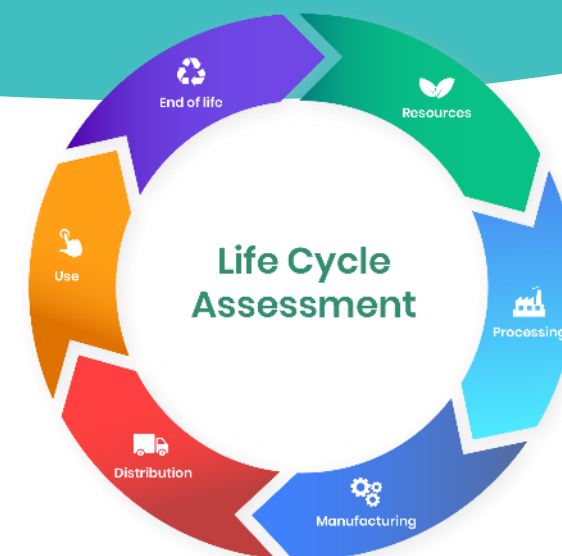 Life Cycle
Assessment
Resources
Processing
Manufacturing
Distribution
Use
End of life